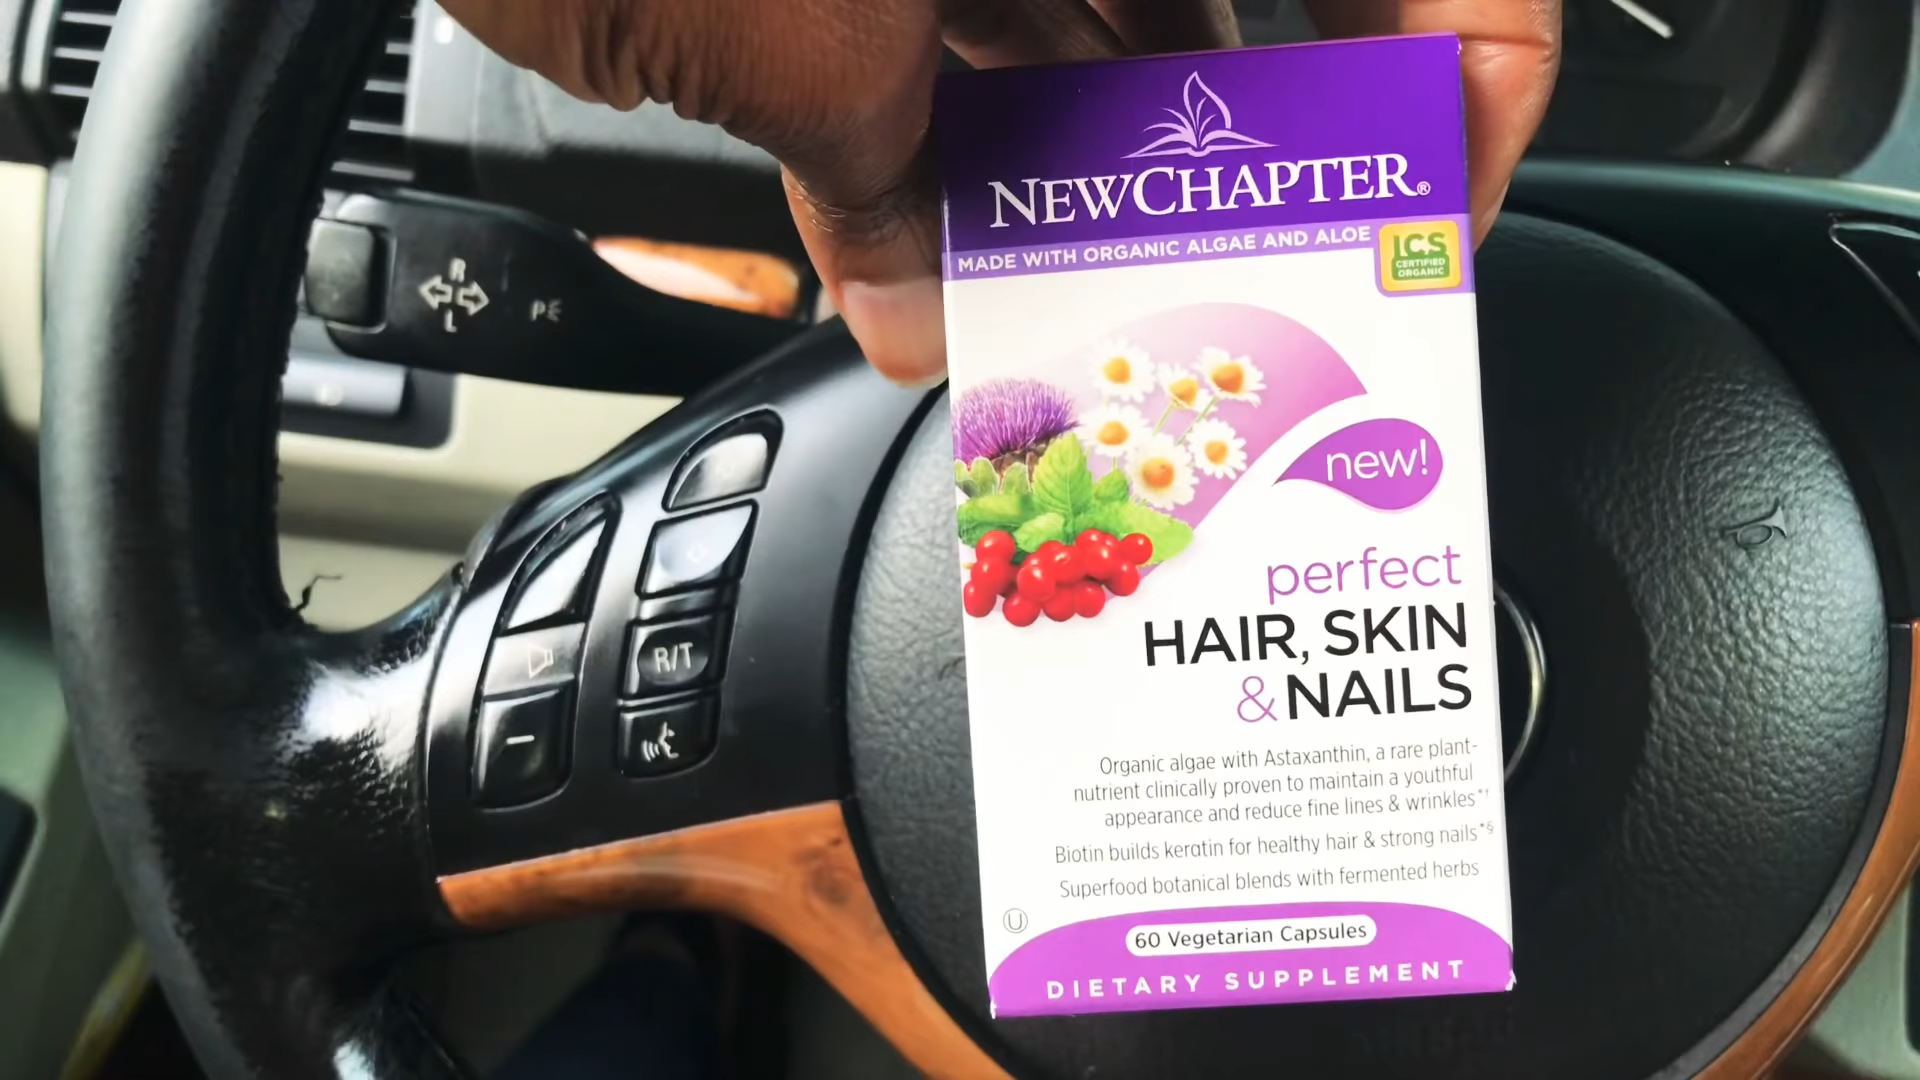 R
L
R/T
NEWCHAPTER®
MADE WITH ORGANIC ALGAE AND ALOE
ICS
CERTIFIED
ORGANIC
new!
perfect
HAIR, SKIN
& NAILS
Organic algae with Astaxanthin, a rare plant-
nutrient clinically proven to maintain a youthful
appearance and reduce fine lines & wrinkles*†
Biotin builds keratin for healthy hair & strong nails*§
Superfood botanical blends with fermented herbs
U
60 Vegetarian Capsules
DIETARY SUPPLEMENT